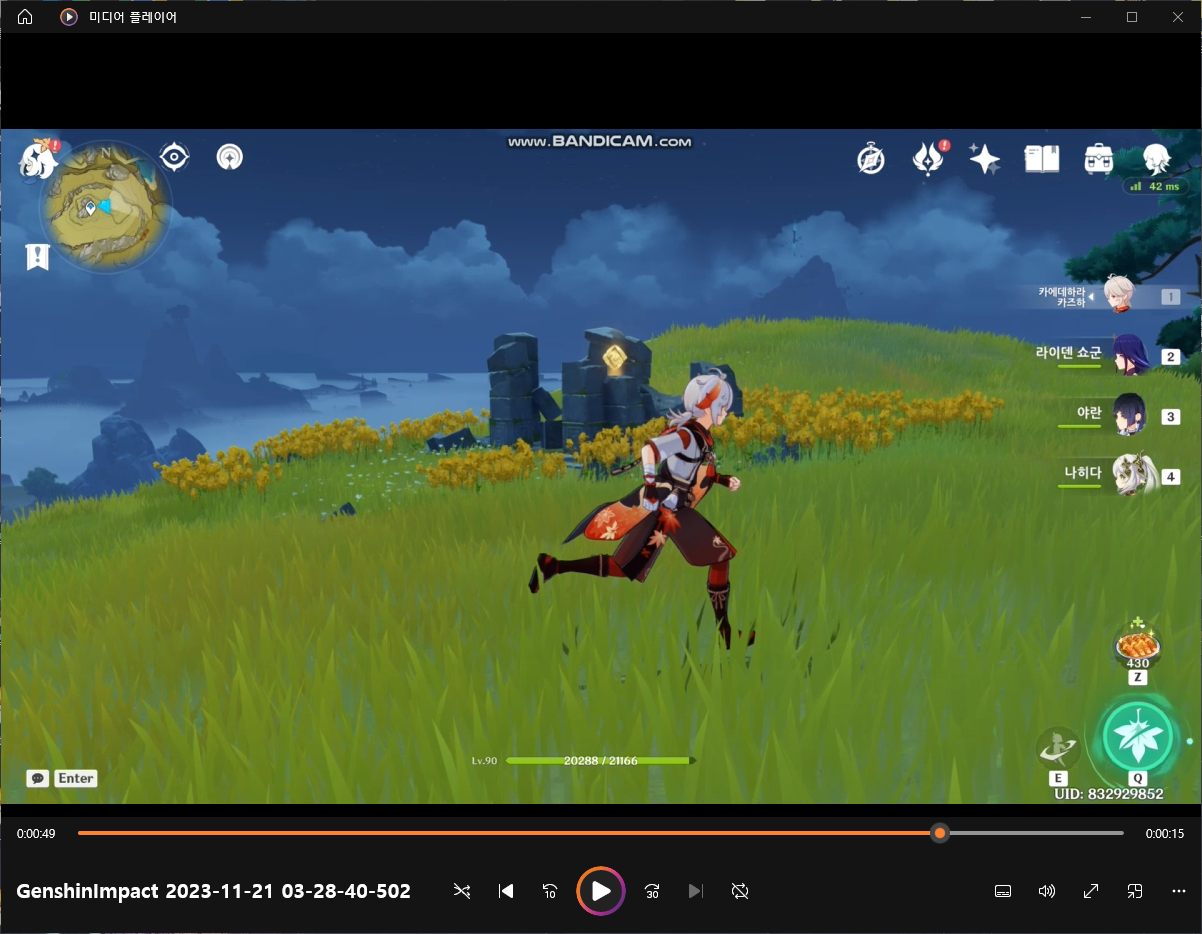 미디어 플레이어
www.BANDICAM.com
N
42 ms
카에데하라
카즈하
1
라이덴 쇼군
2
야란
3
나히다
4
430
Z
Lv.90
20288 / 21166
Enter
E
Q
UID: 832929852
0:00:49
0:00:15
GenshinImpact 2023-11-21 03-28-40-502
10
30